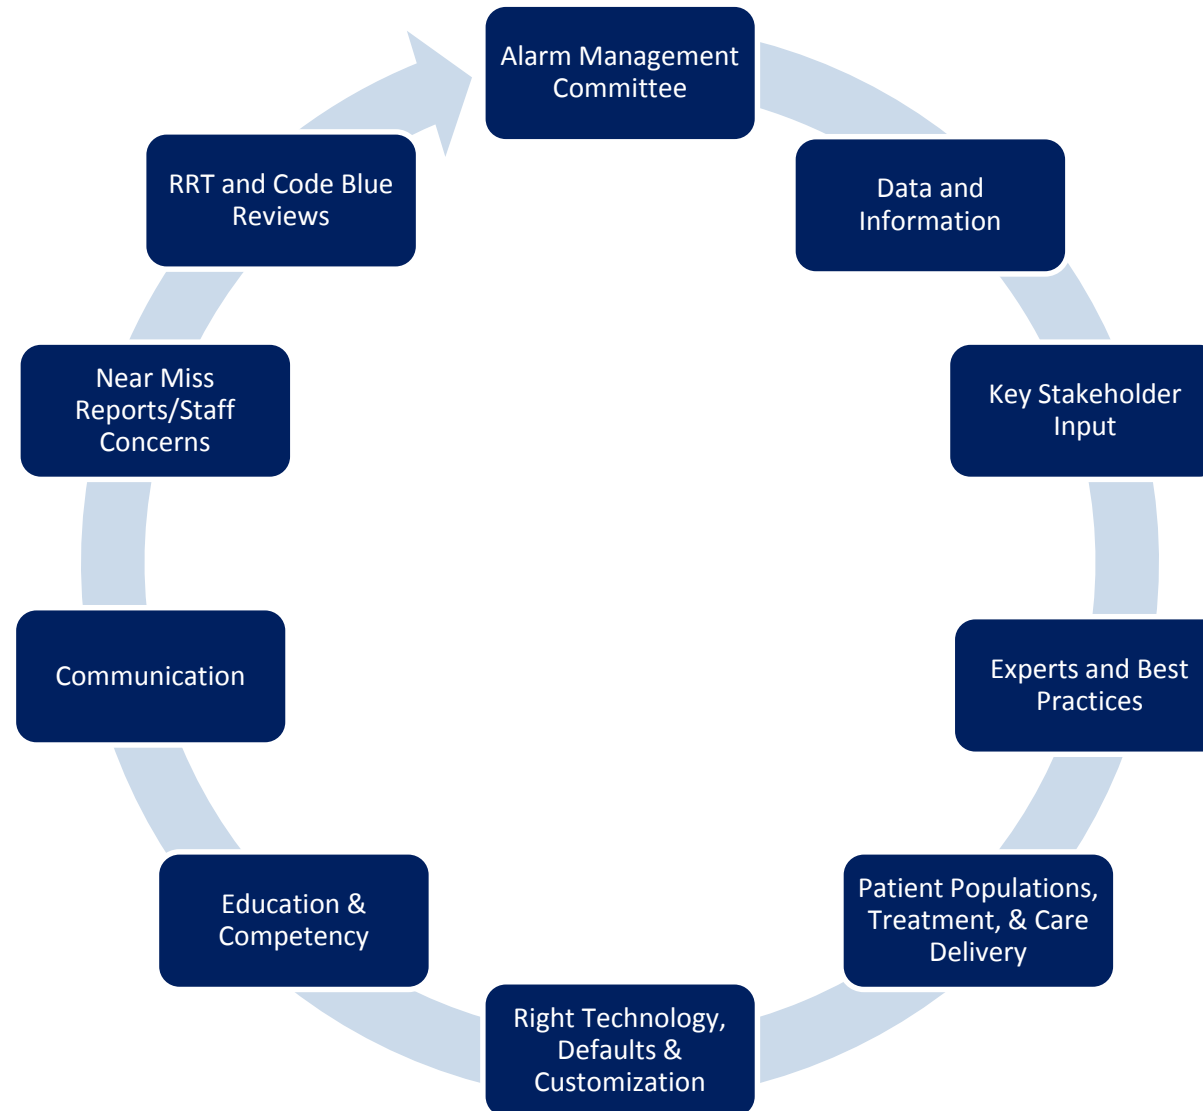 Alarm Management
Committee
Data and
Information
Key Stakeholder
Input
Experts and Best
Practices
Patient Populations,
Treatment, & Care
Delivery
Right Technology,
Defaults &
Customization
Education &
Competency
Communication
Near Miss
Reports/Staff
Concerns
RRT and Code Blue
Reviews